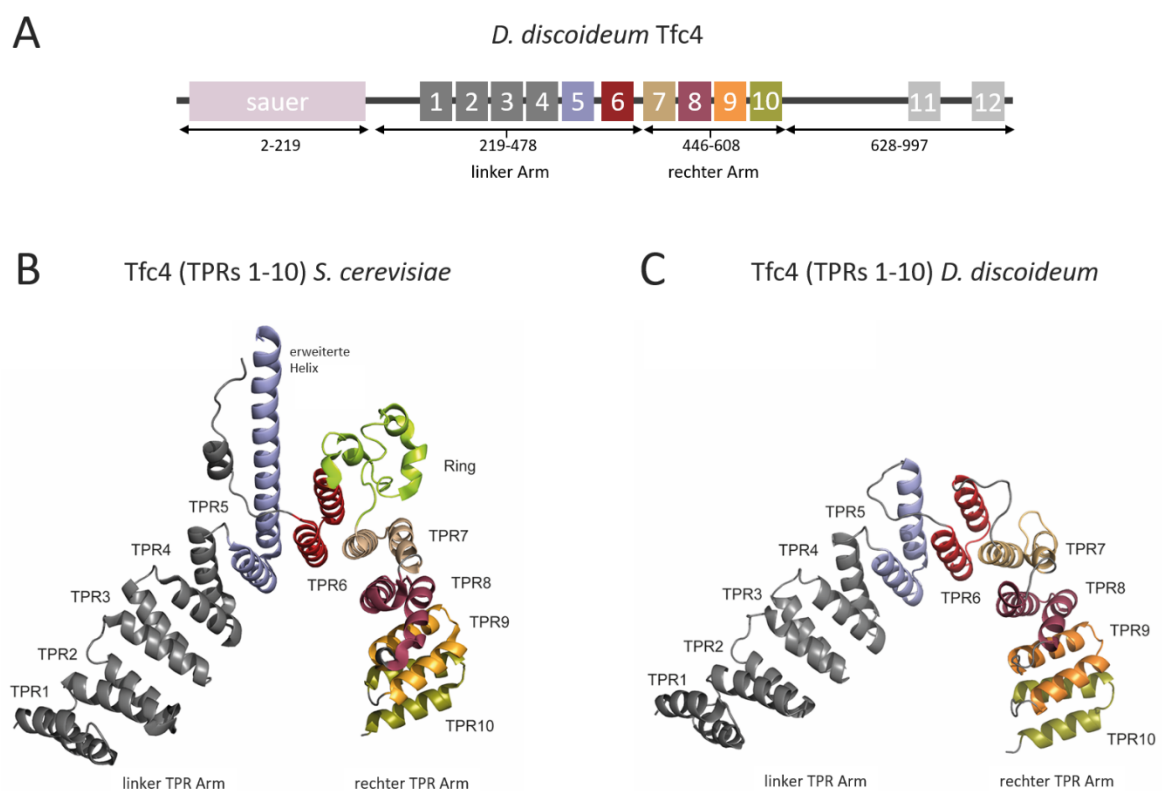 A
D. discoideum Tfc4
sauer 1 2 3 4 5 6 7 8 9 10 11 12
2-219 219-478 446-608 628-997
linker Arm rechter Arm
B Tfc4 (TPRs 1-10) S. cerevisiae
erweiterte
Helix
Ring
TPR5
TPR4
TPR7
TPR6
TPR8
TPR3
TPR9
TPR2
TPR1
TPR10
linker TPR Arm rechter TPR Arm
C Tfc4 (TPRs 1-10) D. discoideum
TPR5
TPR4
TPR7
TPR3
TPR6
TPR8
TPR9
TPR2
TPR1
TPR10
linker TPR Arm rechter TPR Arm